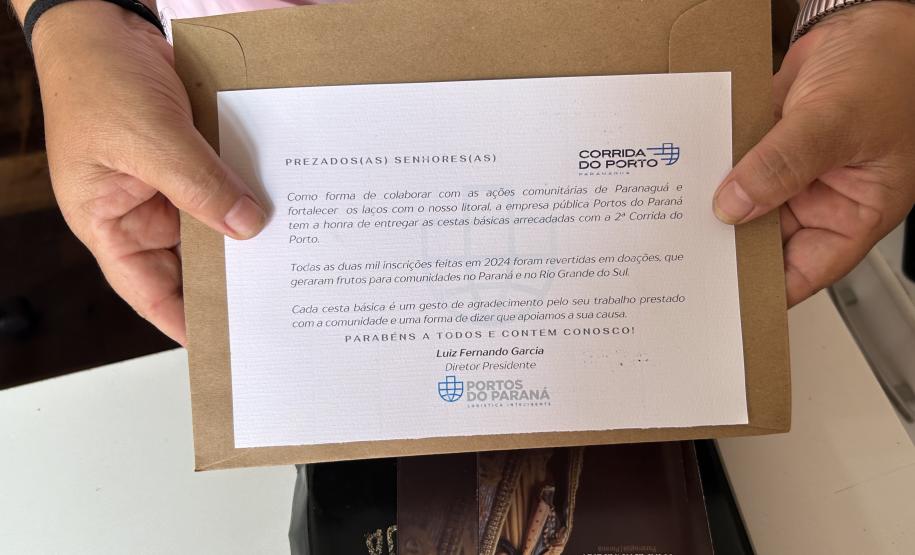 PREZADOS(AS) SENHORES(AS)
CORRIDA
DO PORTO
PARANAGUÁ
Como forma de colaborar com as ações comunitárias de Paranaguá e
fortalecer os laços com o nosso litoral, a empresa pública Portos do Paraná
tem a honra de entregar as cestas básicas arrecadadas com a 2ª Corrida do
Porto.
Todas as duas mil inscrições feitas em 2024 foram revertidas em doações, que
geraram frutos para comunidades no Paraná e no Rio Grande do Sul.
Cada cesta básica é um gesto de agradecimento pelo seu trabalho prestado
com a comunidade e uma forma de dizer que apoiamos a sua causa.
PARABÉNS A TODOS E CONTEM CONOSCO!
Luiz Fernando Garcia
Diretor Presidente
PORTOS
DO PARANÁ
LOGÍSTICA INTELIGENTE